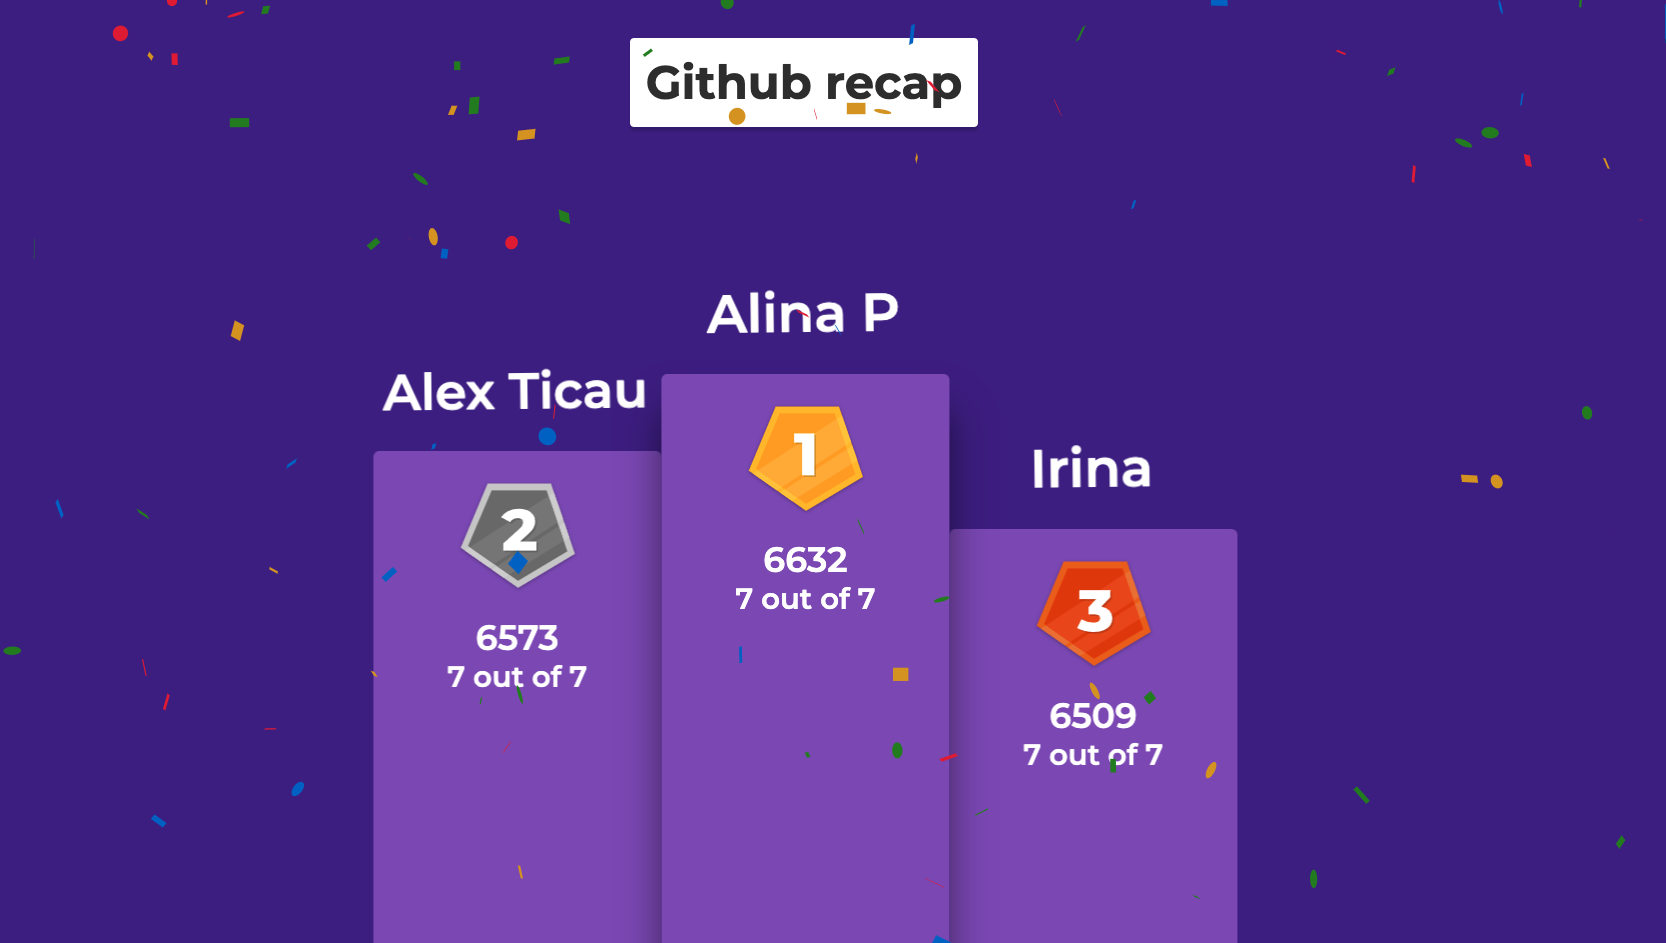 Github recap
Alina P
1
6632
7 out of 7
Alex Ticau
2
6573
7 out of 7
Irina
3
6509
7 out of 7